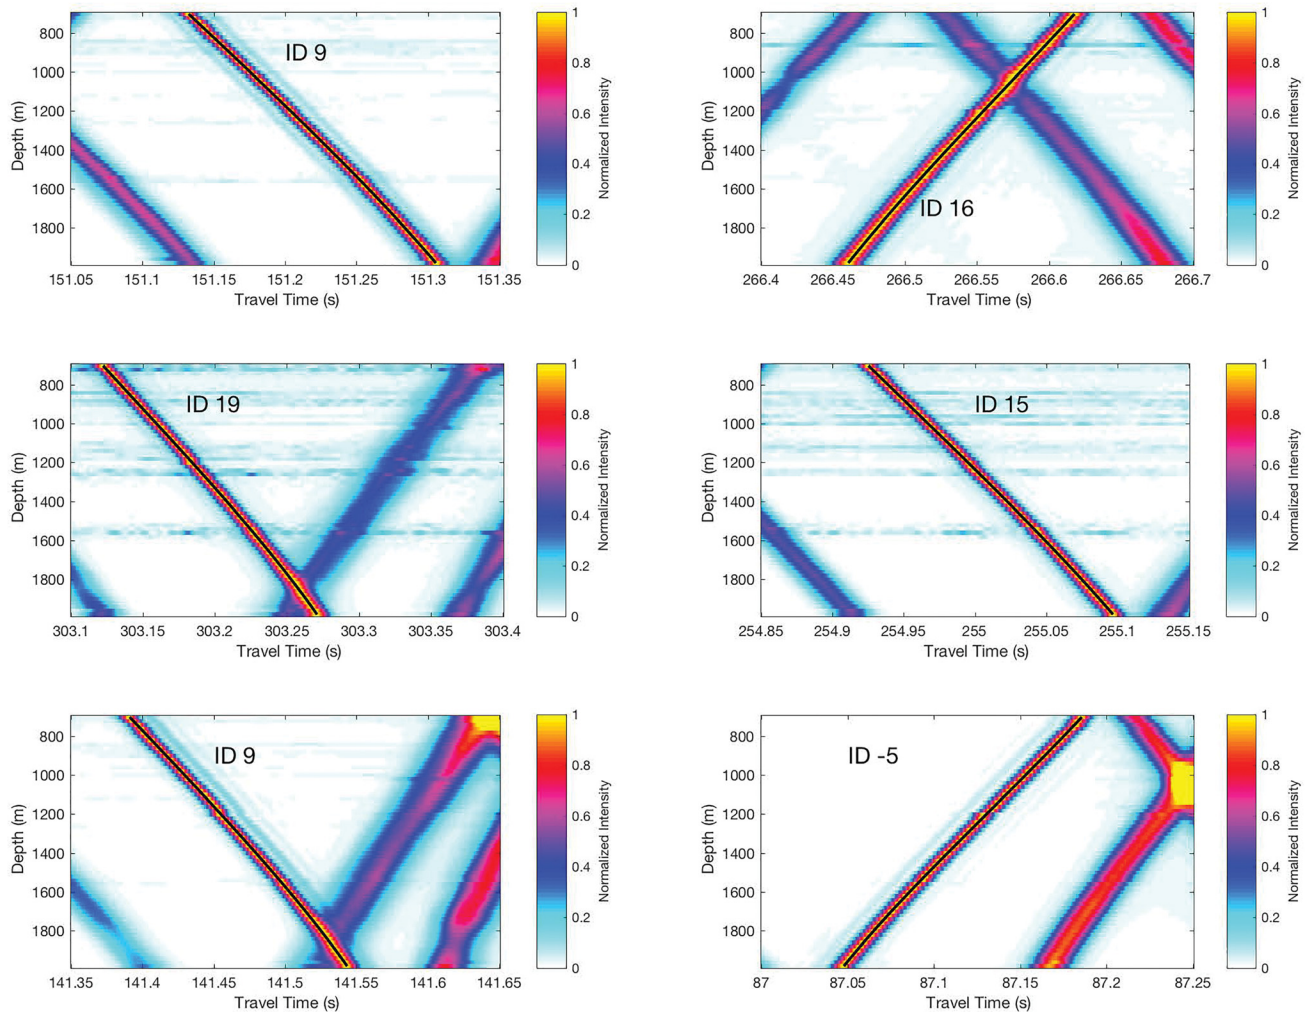 800
1000
1200
1400
1600
1800
Depth (m)
ID 9
151.05 151.1 151.15 151.2 151.25 151.3 151.35
Travel Time (s)
1
0.8
0.6
0.4
0.2
0
Normalized Intensity
800
1000
1200
1400
1600
1800
Depth (m)
ID 16
266.4 266.45 266.5 266.55 266.6 266.65 266.7
Travel Time (s)
1
0.8
0.6
0.4
0.2
0
Normalized Intensity
800
1000
1200
1400
1600
1800
Depth (m)
ID 19
303.1 303.15 303.2 303.25 303.3 303.35 303.4
Travel Time (s)
1
0.8
0.6
0.4
0.2
0
Normalized Intensity
800
1000
1200
1400
1600
1800
Depth (m)
ID 15
254.85 254.9 254.95 255 255.05 255.1 255.15
Travel Time (s)
1
0.8
0.6
0.4
0.2
0
Normalized Intensity
800
1000
1200
1400
1600
1800
Depth (m)
ID 9
141.35 141.4 141.45 141.5 141.55 141.6 141.65
Travel Time (s)
1
0.8
0.6
0.4
0.2
0
Normalized Intensity
800
1000
1200
1400
1600
1800
Depth (m)
ID -5
87 87.05 87.1 87.15 87.2 87.25
Travel Time (s)
1
0.8
0.6
0.4
0.2
0
Normalized Intensity